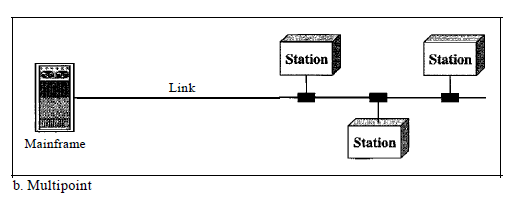 Station
Station
Link
Mainframe
Station
b. Multipoint